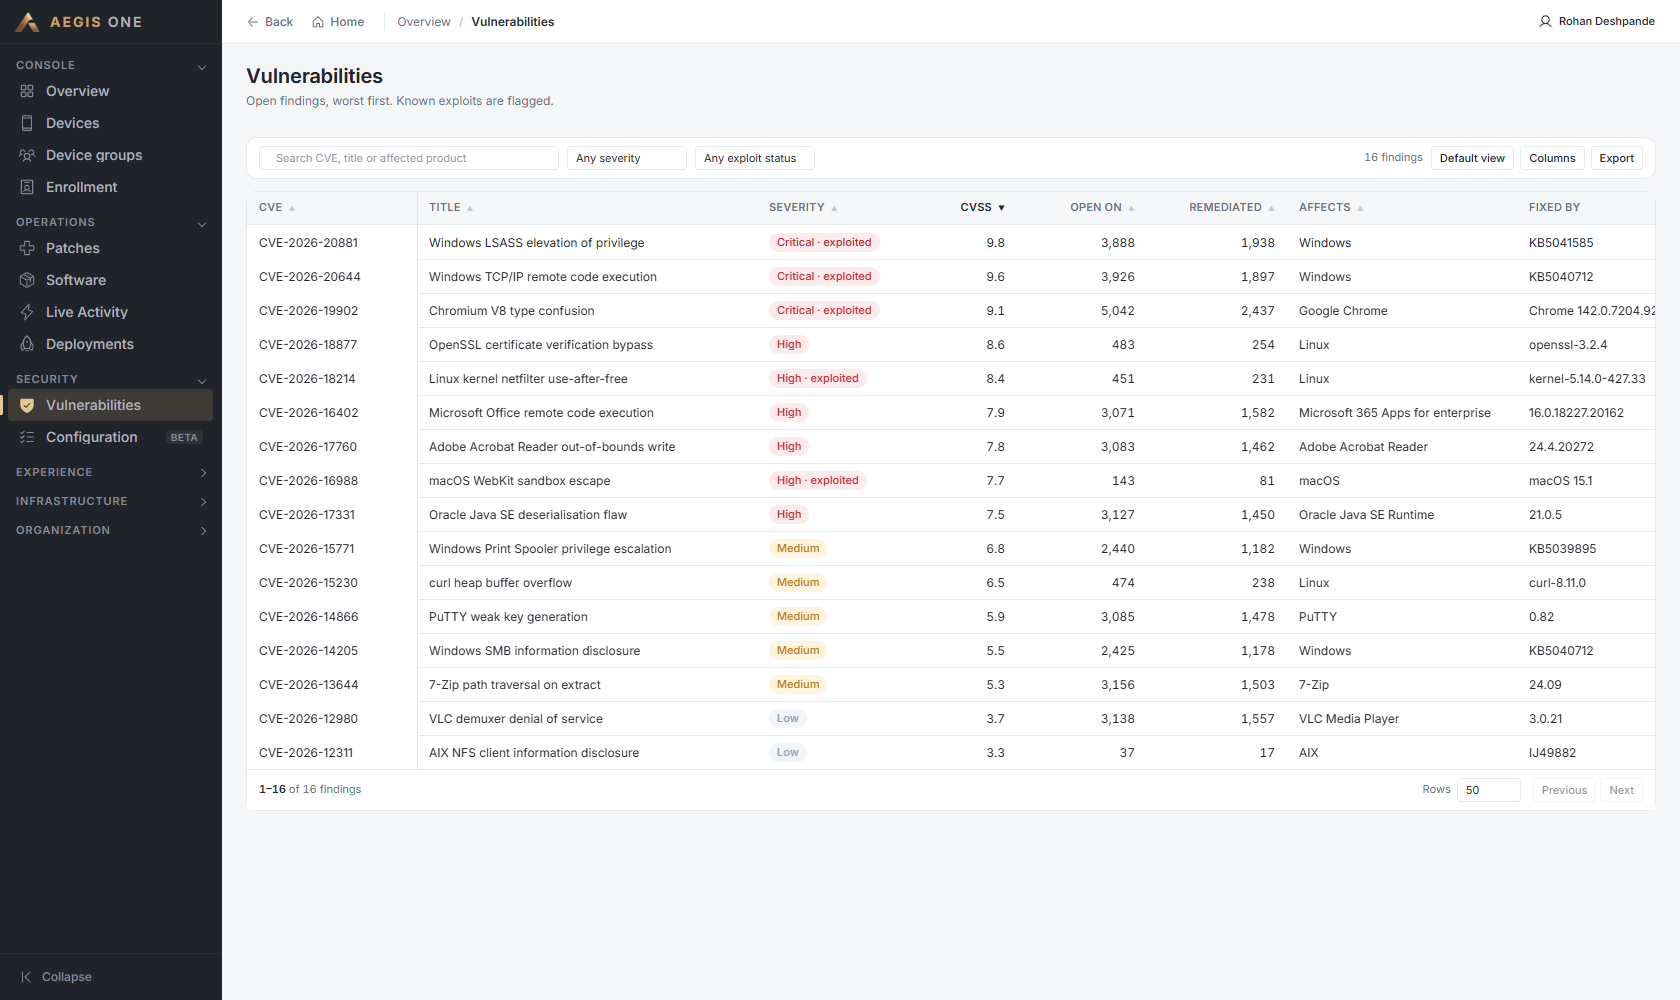 AEGIS ONE
Back Home Overview / Vulnerabilities Rohan Deshpande
CONSOLE
Overview
Devices
Device groups
Enrollment
OPERATIONS
Patches
Software
Live Activity
Deployments
SECURITY
Vulnerabilities
Configuration BETA
EXPERIENCE
INFRASTRUCTURE
ORGANIZATION
Collapse
Vulnerabilities
Open findings, worst first. Known exploits are flagged.
Search CVE, title or affected product Any severity Any exploit status 16 findings Default view Columns Export
CVE TITLE SEVERITY CVSS OPEN ON REMEDIATED AFFECTS FIXED BY
CVE-2026-20881 Windows LSASS elevation of privilege Critical · exploited 9.8 3,888 1,938 Windows KB5041585
CVE-2026-20644 Windows TCP/IP remote code execution Critical · exploited 9.6 3,926 1,897 Windows KB5040712
CVE-2026-19902 Chromium V8 type confusion Critical · exploited 9.1 5,042 2,437 Google Chrome Chrome 142.0.7204.92
CVE-2026-18877 OpenSSL certificate verification bypass High 8.6 483 254 Linux openssl-3.2.4
CVE-2026-18214 Linux kernel netfilter use-after-free High · exploited 8.4 451 231 Linux kernel-5.14.0-427.33
CVE-2026-16402 Microsoft Office remote code execution High 7.9 3,071 1,582 Microsoft 365 Apps for enterprise 16.0.18227.20162
CVE-2026-17760 Adobe Acrobat Reader out-of-bounds write High 7.8 3,083 1,462 Adobe Acrobat Reader 24.4.20272
CVE-2026-16988 macOS WebKit sandbox escape High · exploited 7.7 143 81 macOS macOS 15.1
CVE-2026-17331 Oracle Java SE deserialisation flaw High 7.5 3,127 1,450 Oracle Java SE Runtime 21.0.5
CVE-2026-15771 Windows Print Spooler privilege escalation Medium 6.8 2,440 1,182 Windows KB5039895
CVE-2026-15230 curl heap buffer overflow Medium 6.5 474 238 Linux curl-8.11.0
CVE-2026-14866 PuTTY weak key generation Medium 5.9 3,085 1,478 PuTTY 0.82
CVE-2026-14205 Windows SMB information disclosure Medium 5.5 2,425 1,178 Windows KB5040712
CVE-2026-13644 7-Zip path traversal on extract Medium 5.3 3,156 1,503 7-Zip 24.09
CVE-2026-12980 VLC demuxer denial of service Low 3.7 3,138 1,557 VLC Media Player 3.0.21
CVE-2026-12311 AIX NFS client information disclosure Low 3.3 37 17 AIX IJ49882
1–16 of 16 findings Rows 50 Previous Next